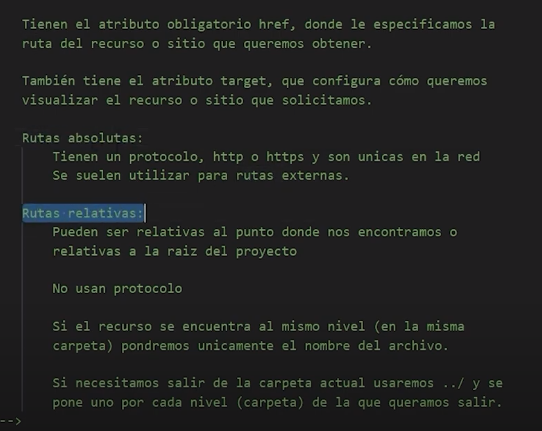 Tienen el atributo obligatorio href, donde le especificamos la
ruta del recurso o sitio que queremos obtener.
También tiene el atributo target, que configura cómo queremos
visualizar el recurso o sitio que solicitamos.
Rutas absolutas:
Tienen un protocolo, http o https y son unicas en la red
Se suelen utilizar para rutas externas.
Rutas relativas:
Pueden ser relativas al punto donde nos encontramos o
relativas a la raiz del proyecto
No usan protocolo
Si el recurso se encuentra al mismo nivel (en la misma
carpeta) pondremos unicamente el nombre del archivo.
Si necesitamos salir de la carpeta actual usaremos ../ y se
pone uno por cada nivel (carpeta) de la que queramos salir.
-->